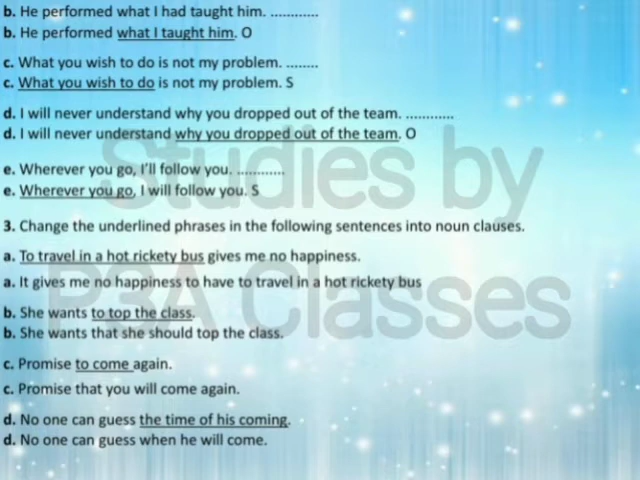 b. He performed what I had taught him. ............
b. He performed what I taught him. O
c. What you wish to do is not my problem. ........
c. What you wish to do is not my problem. S
d. I will never understand why you dropped out of the team. ............
d. I will never understand why you dropped out of the team. O
e. Wherever you go, I'll follow you. ............
e. Wherever you go, I will follow you. S
3. Change the underlined phrases in the following sentences into noun clauses.
a. To travel in a hot rickety bus gives me no happiness.
a. It gives me no happiness to have to travel in a hot rickety bus
b. She wants to top the class.
b. She wants that she should top the class.
c. Promise to come again.
c. Promise that you will come again.
d. No one can guess the time of his coming.
d. No one can guess when he will come.
Studies by
P3A Classes